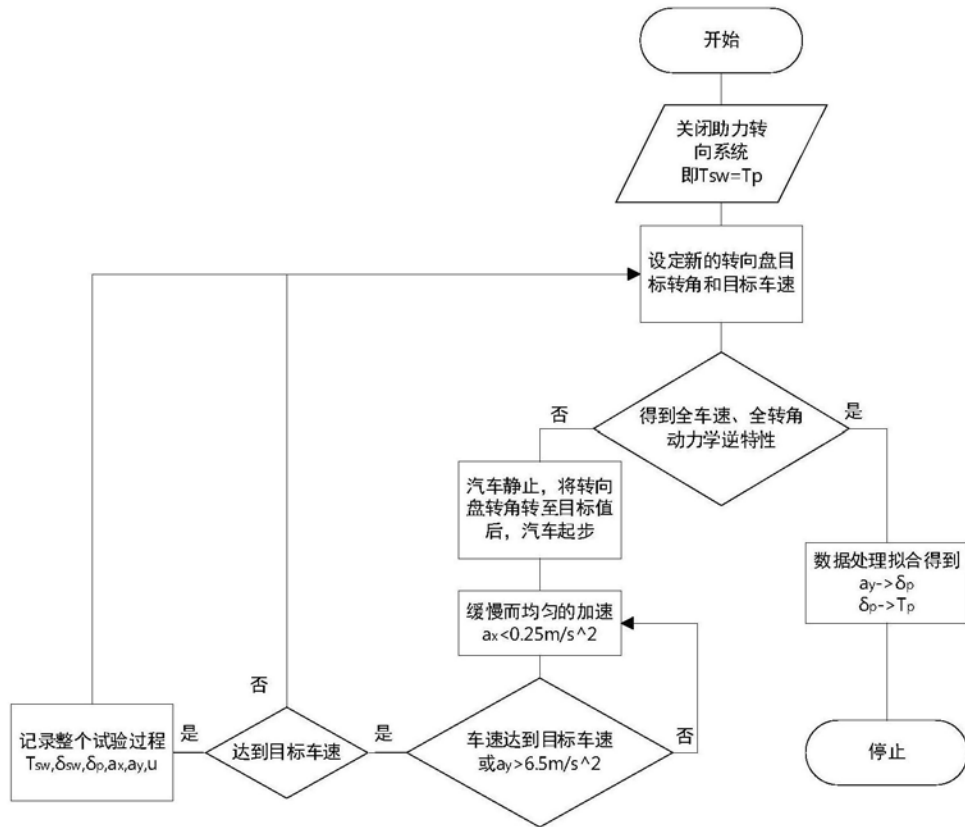 开始
关闭助力转
向系统
即Tsw=Tp
设定新的转向盘目
标转角和目标车速
得到全车速、全转角
动力学逆特性
否
是
汽车静止，将转向
盘转角转至目标值
后，汽车起步
数据处理拟合得到
ay->δp
δp->Tp
缓慢而均匀的加速
ax<0.25m/s^2
否
记录整个试验过程
Tsw,δsw,δp,ax,ay,u
是
达到目标车速
是
车速达到目标车速
或ay>6.5m/s^2
否
停止